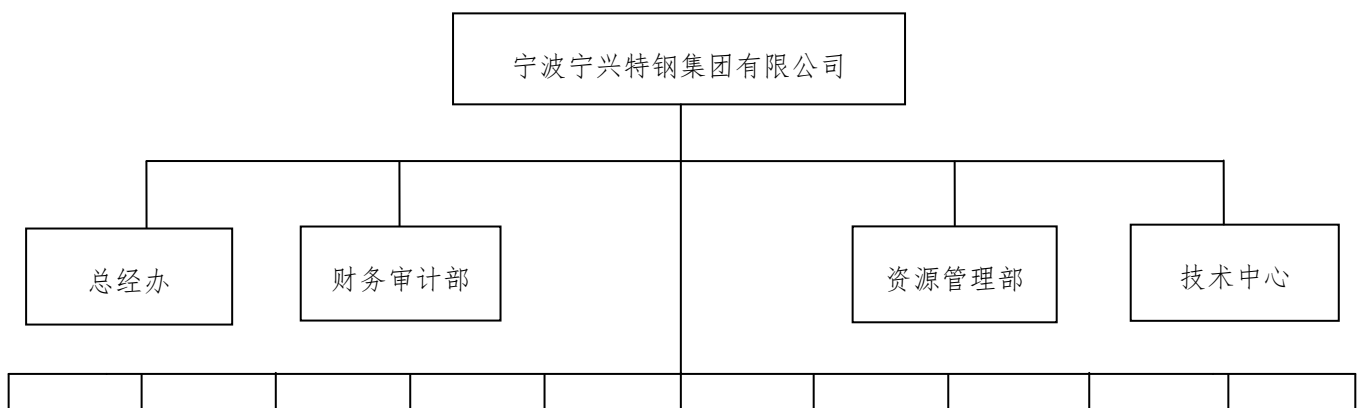 宁波宁兴特钢集团有限公司
总经办
财务审计部
资源管理部
技术中心